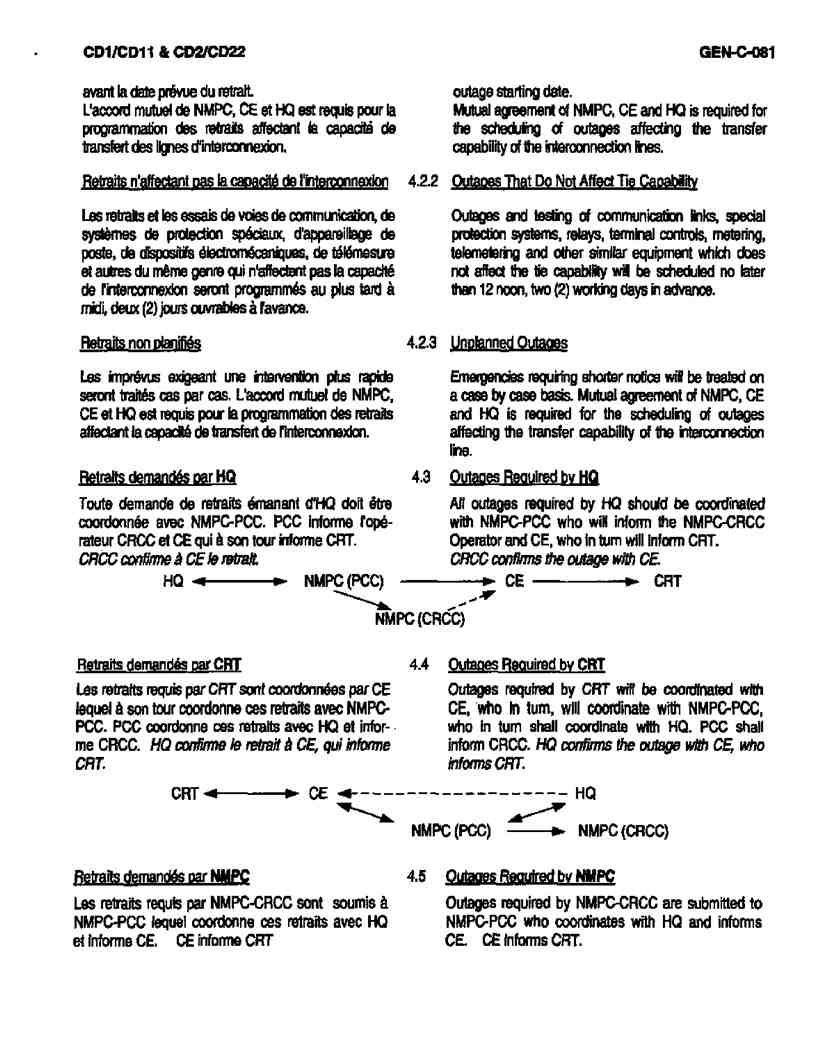 CD1/CD11 & CD2/CD22 GEN-C-081
avant la date prévue du retrait.
L'accord mutuel de NMPC, CE et HQ est requis pour la
programmation des retraits affectant la capacité de
transfert des lignes d'interconnexion.
outage starting date.
Mutual agreement of NMPC, CE and HQ is required for
the scheduling of outages affecting the transfer
capability of the interconnection lines.
Retraits n'affectant pas la capacité de l'interconnexion
4.2.2 Outages That Do Not Affect Tie Capability
Les retraits et les essais de voies de communication, de
systèmes de protection spéciaux, d'appareillage de
poste, de dispositifs électromécaniques, de télémesure
et autres du même genre qui n'affectent pas la capacité
de l'interconnexion seront programmés au plus tard à
midi, deux (2) jours ouvrables à l'avance.
Outages and testing of communication links, special
protection systems, relays, terminal controls, metering,
telemetering and other similar equipment which does
not affect the tie capability will be scheduled no later
than 12 noon, two (2) working days in advance.
Retraits non planifiés
4.2.3 Unplanned Outages
Les imprévus exigeant une intervention plus rapide
seront traités cas par cas. L'accord mutuel de NMPC,
CE et HQ est requis pour la programmation des retraits
affectant la capacité de transfert de l'interconnexion.
Emergencies requiring shorter notice will be treated on
a case by case basis. Mutual agreement of NMPC, CE
and HQ is required for the scheduling of outages
affecting the transfer capability of the interconnection
line.
Retraits demandés par HQ
4.3 Outages Required by HQ
Toute demande de retraits émanant d'HQ doit être
coordonnée avec NMPC-PCC. PCC informe l'opé-
rateur CRCC et CE qui à son tour informe CRT.
CRCC confirme à CE le retrait.
All outages required by HQ should be coordinated
with NMPC-PCC who will inform the NMPC-CRCC
Operator and CE, who in turn will inform CRT.
CRCC confirms the outage with CE.
HQ NMPC (PCC) CE CRT
NMPC (CRCC)
Retraits demandés par CRT
4.4 Outages Required by CRT
Les retraits requis par CRT sont coordonnées par CE
lequel à son tour coordonne ces retraits avec NMPC-
PCC. PCC coordonne ces retraits avec HQ et infor-
me CRCC. HQ confirme le retrait à CE, qui informe
CRT.
Outages required by CRT will be coordinated with
CE, who in turn, will coordinate with NMPC-PCC,
who in turn shall coordinate with HQ. PCC shall
inform CRCC. HQ confirms the outage with CE, who
informs CRT.
CRT CE HQ
NMPC (PCC) NMPC (CRCC)
Retraits demandés par NMPC
4.5 Outages Required by NMPC
Les retraits requis par NMPC-CRCC sont soumis à
NMPC-PCC lequel coordonne ces retraits avec HQ
et informe CE. CE informe CRT
Outages required by NMPC-CRCC are submitted to
NMPC-PCC who coordinates with HQ and informs
CE. CE informs CRT.